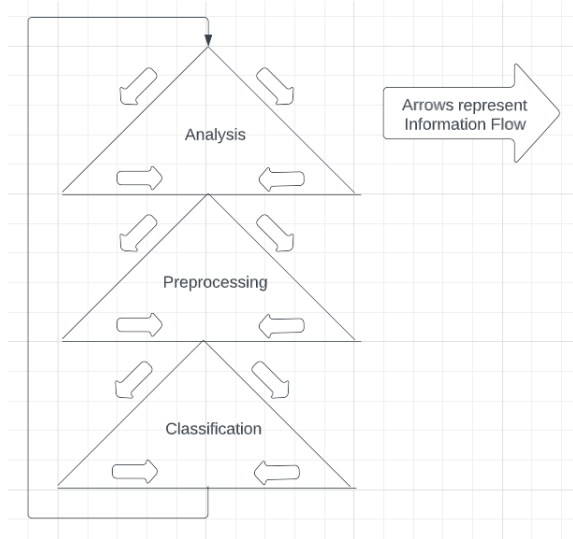 Arrows represent
Information Flow
Analysis
Preprocessing
Classification